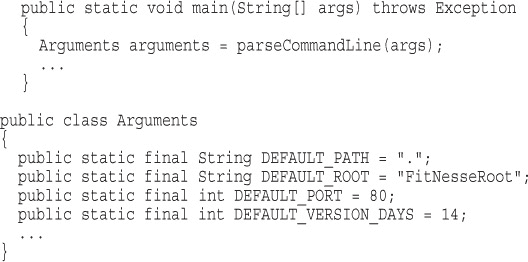 public static void main(String[] args) throws Exception
{
Arguments arguments = parseCommandLine(args);
...
}
public class Arguments
{
public static final String DEFAULT_PATH = ".";
public static final String DEFAULT_ROOT = "FitNesseRoot";
public static final int DEFAULT_PORT = 80;
public static final int DEFAULT_VERSION_DAYS = 14;
...
}